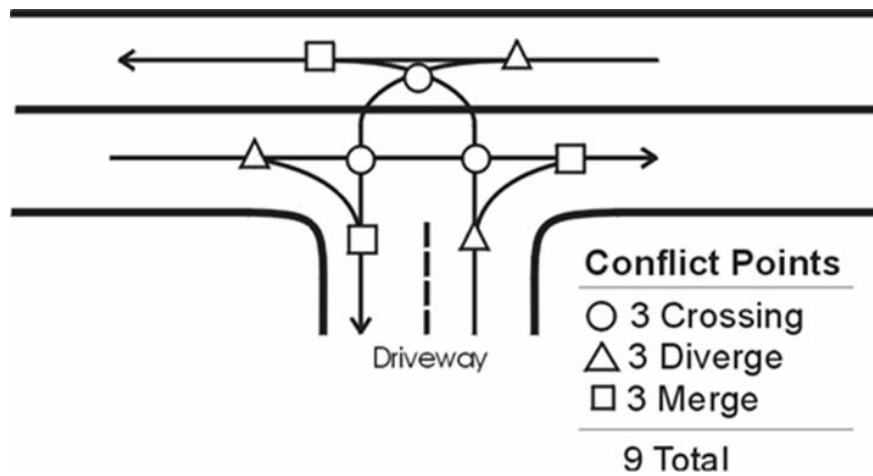 Driveway
Conflict Points
3 Crossing
3 Diverge
3 Merge
9 Total